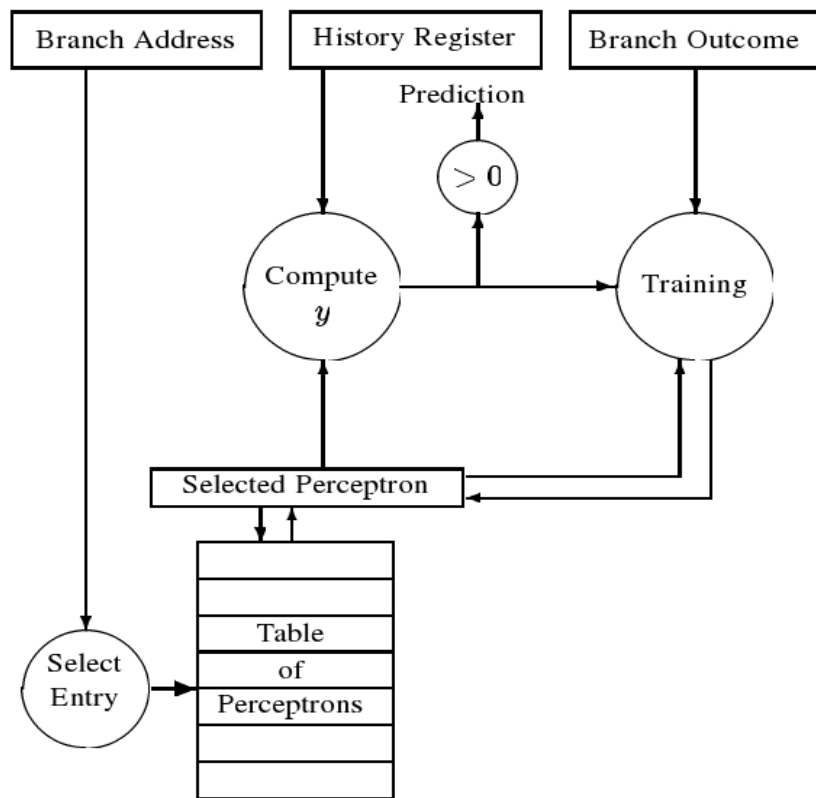 Branch Address
History Register
Branch Outcome
Prediction
> 0
Compute
y
Training
Selected Perceptron
Table
of
Perceptrons
Select
Entry